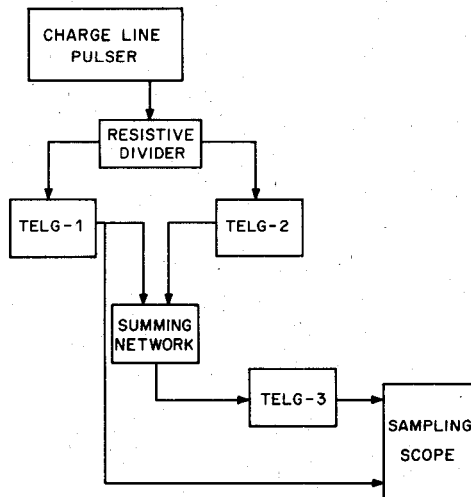 CHARGE LINE
PULSER
RESISTIVE
DIVIDER
TELG-1
TELG-2
SUMMING
NETWORK
TELG-3
SAMPLING
SCOPE